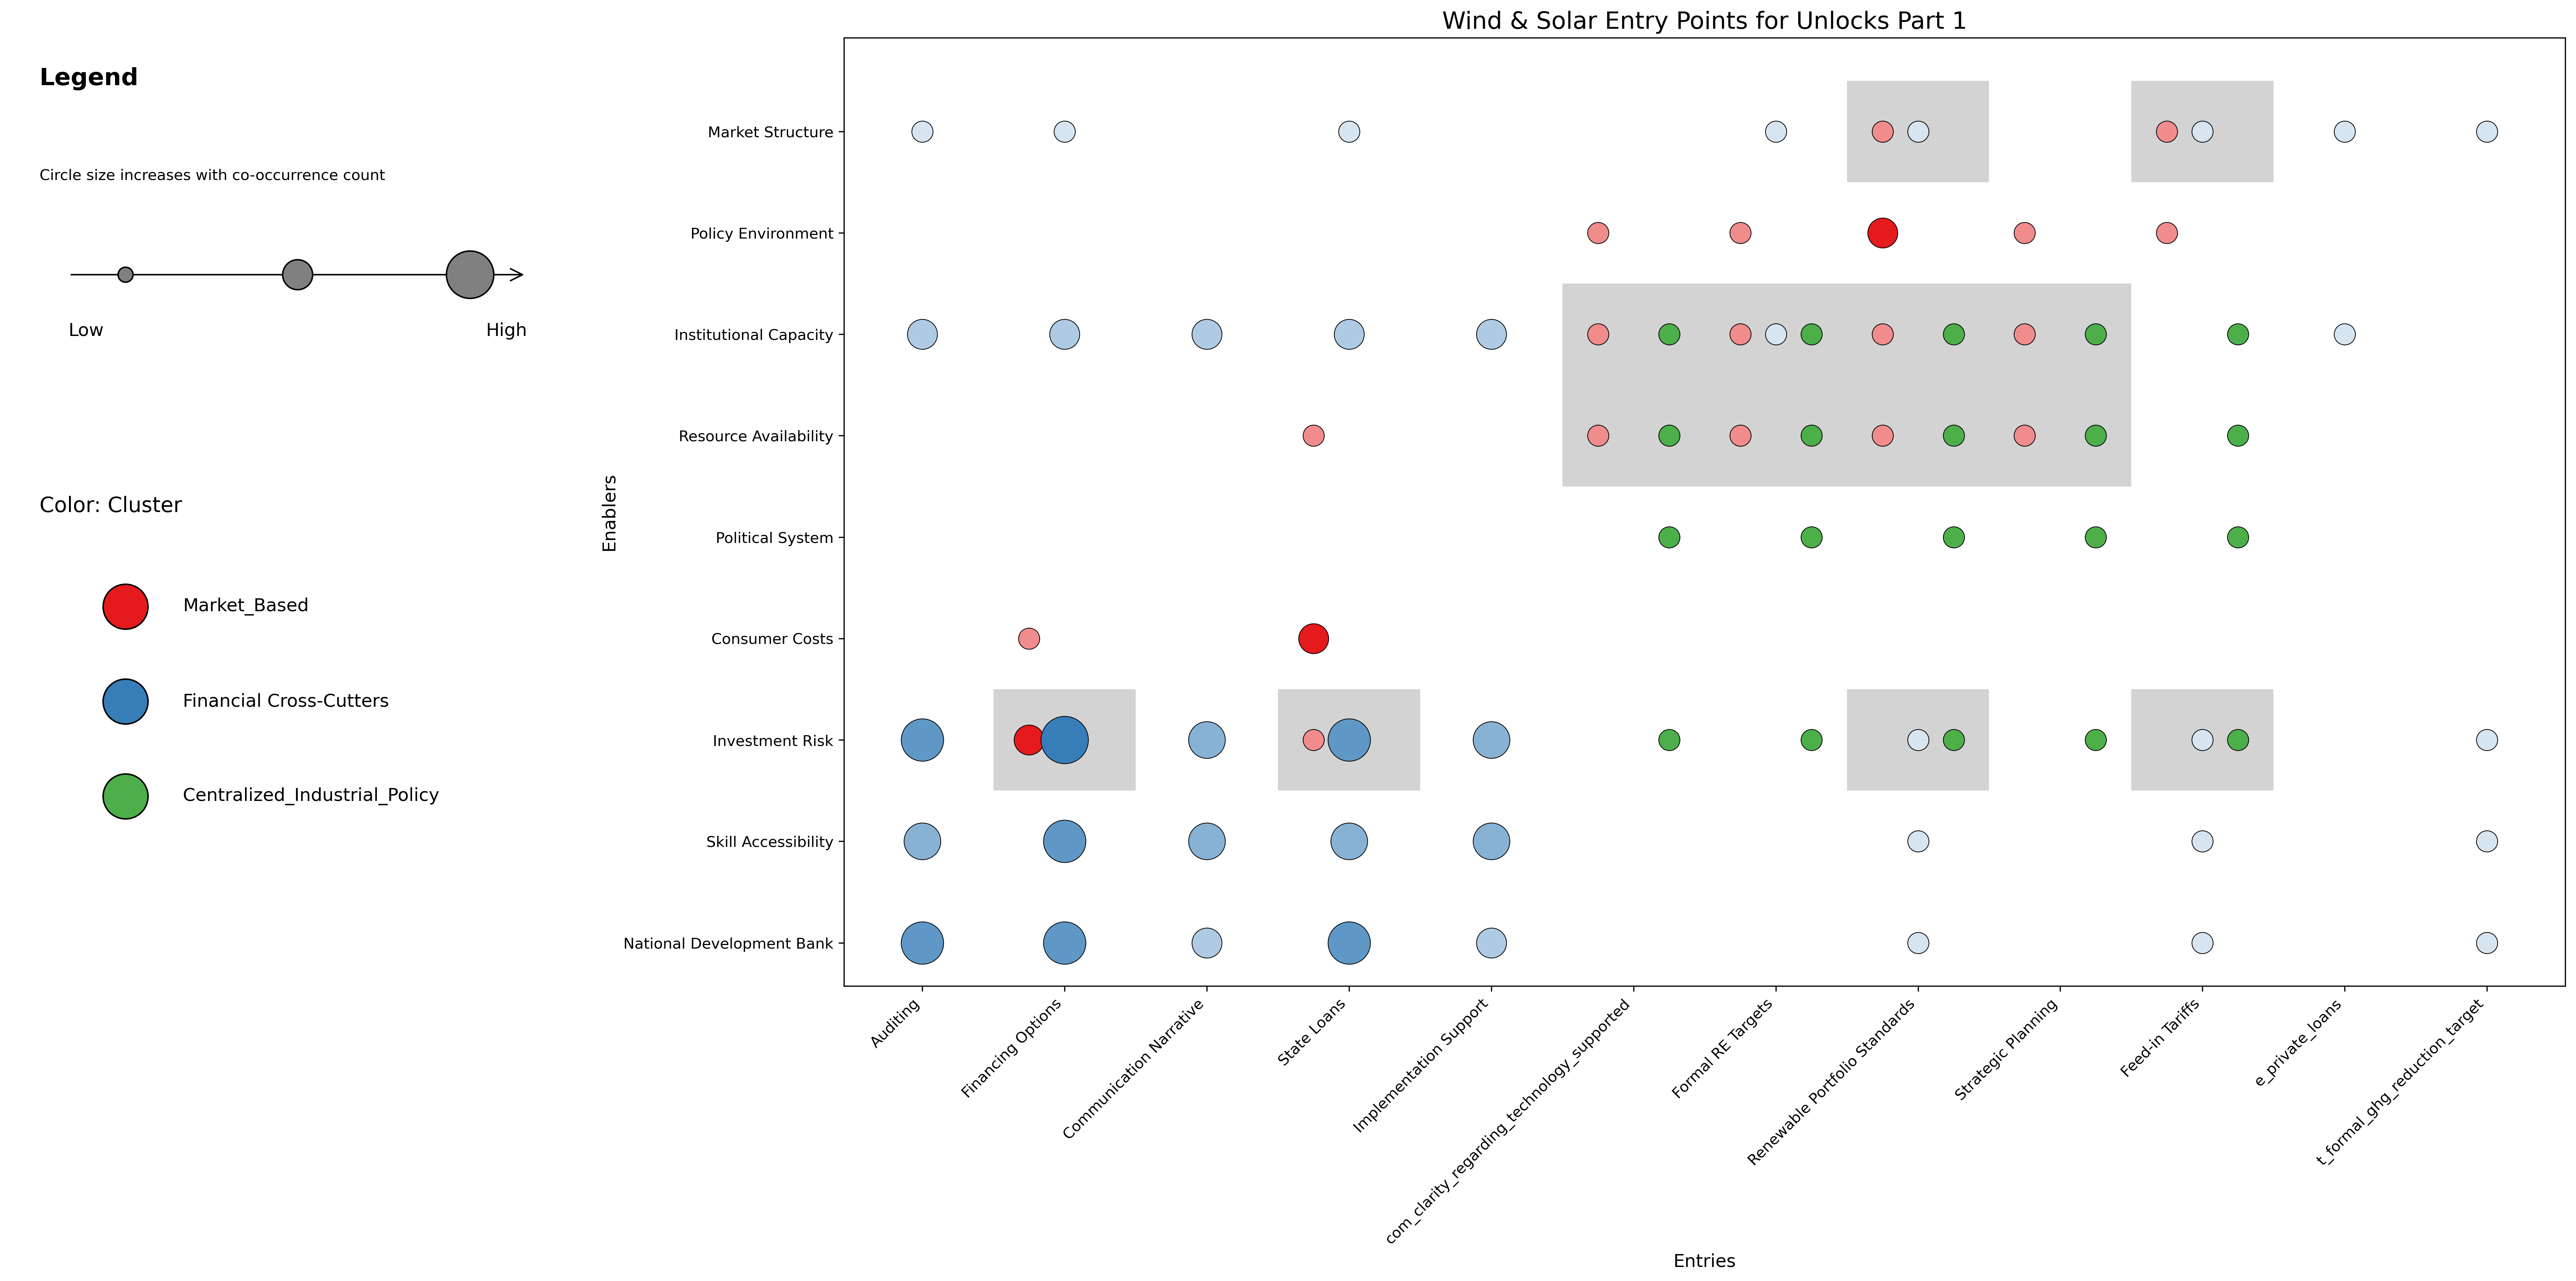 Wind & Solar Entry Points for Unlocks Part 1
Legend
Circle size increases with co-occurrence count
Low
High
Color: Cluster
Market_Based
Financial Cross-Cutters
Centralized_Industrial_Policy
Enablers
Market Structure
Policy Environment
Institutional Capacity
Resource Availability
Political System
Consumer Costs
Investment Risk
Skill Accessibility
National Development Bank
Auditing
Financing Options
Communication Narrative
State Loans
Implementation Support
com_clarity_regarding_technology_supported
Formal RE Targets
Renewable Portfolio Standards
Strategic Planning
Feed-in Tariffs
e_private_loans
t_formal_ghg_reduction_target
Entries